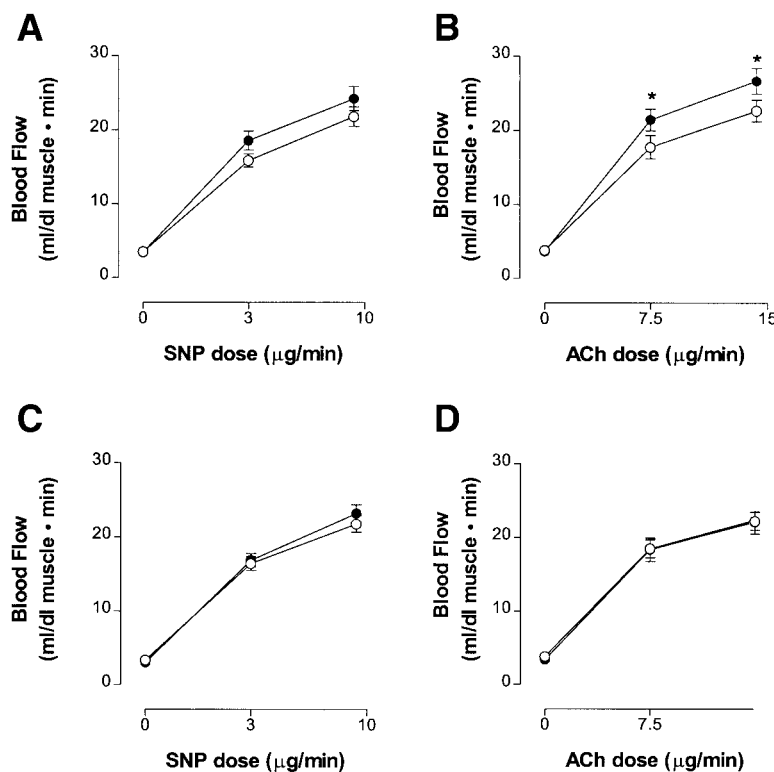 A
30
20
10
0
Blood Flow
(ml/dl muscle • min)
0 3 10
SNP dose (μg/min)
B
30
20
10
0
Blood Flow
(ml/dl muscle • min)
* *
0 7.5 15
ACh dose (μg/min)
C
30
20
10
0
Blood Flow
(ml/dl muscle • min)
0 3 10
SNP dose (μg/min)
D
30
20
10
0
Blood Flow
(ml/dl muscle • min)
0 7.5
ACh dose (μg/min)